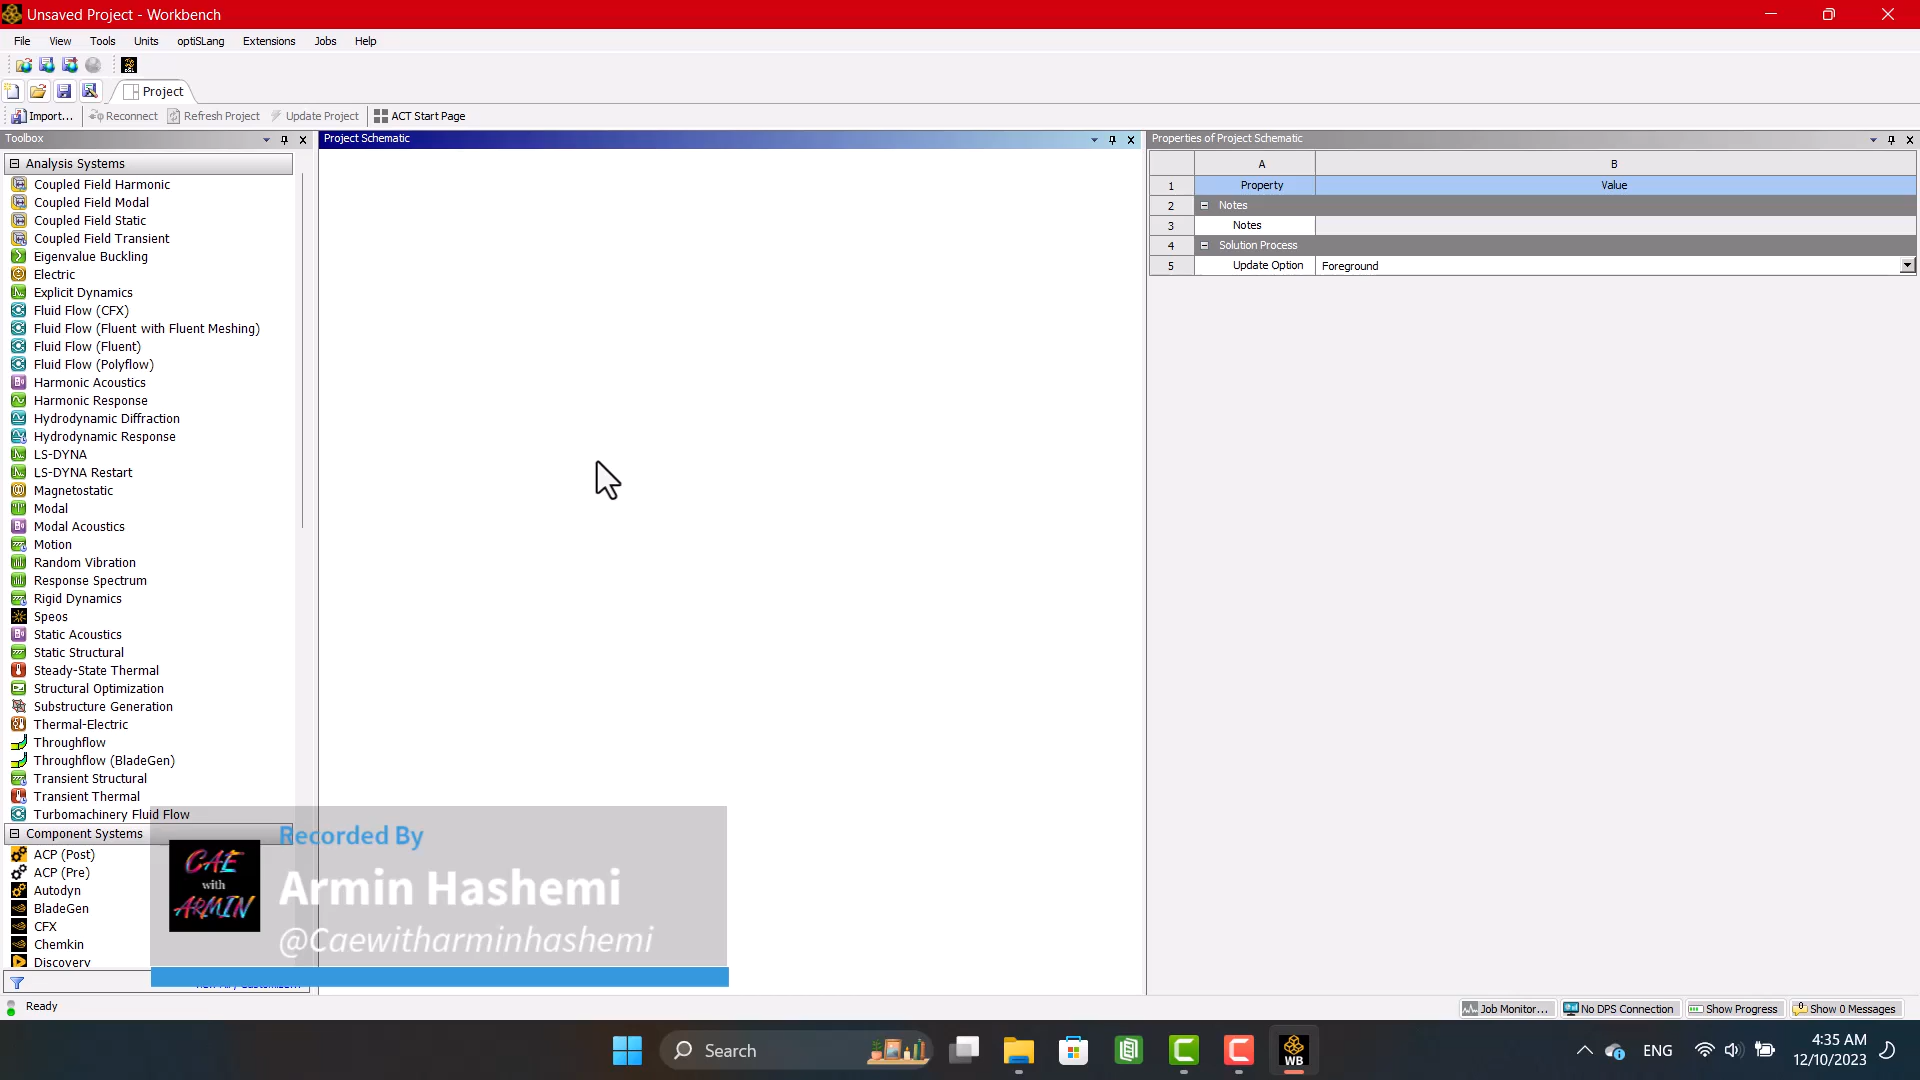 Unsaved Project - Workbench
File View Tools Units optiSLang Extensions Jobs Help
Project
Import... Reconnect Refresh Project Update Project ACT Start Page
Toolbox
Analysis Systems
Coupled Field Harmonic
Coupled Field Modal
Coupled Field Static
Coupled Field Transient
Eigenvalue Buckling
Electric
Explicit Dynamics
Fluid Flow (CFX)
Fluid Flow (Fluent with Fluent Meshing)
Fluid Flow (Fluent)
Fluid Flow (Polyflow)
Harmonic Acoustics
Harmonic Response
Hydrodynamic Diffraction
Hydrodynamic Response
LS-DYNA
LS-DYNA Restart
Magnetostatic
Modal
Modal Acoustics
Motion
Random Vibration
Response Spectrum
Rigid Dynamics
Speos
Static Acoustics
Static Structural
Steady-State Thermal
Structural Optimization
Substructure Generation
Thermal-Electric
Throughflow
Throughflow (BladeGen)
Transient Structural
Transient Thermal
Turbomachinery Fluid Flow
Component Systems
ACP (Post)
ACP (Pre)
Autodyn
BladeGen
CFX
Chemkin
Discovery
Project Schematic
Properties of Project Schematic
A B
1 Property Value
2 Notes
3 Notes
4 Solution Process
5 Update Option Foreground
CAE
with
ARMIN
Recorded By
Armin Hashemi
@Caewitharminhashemi
Ready
Job Monitor... No DPS Connection Show Progress Show 0 Messages
Search
WB
ENG
4:35 AM
12/10/2023